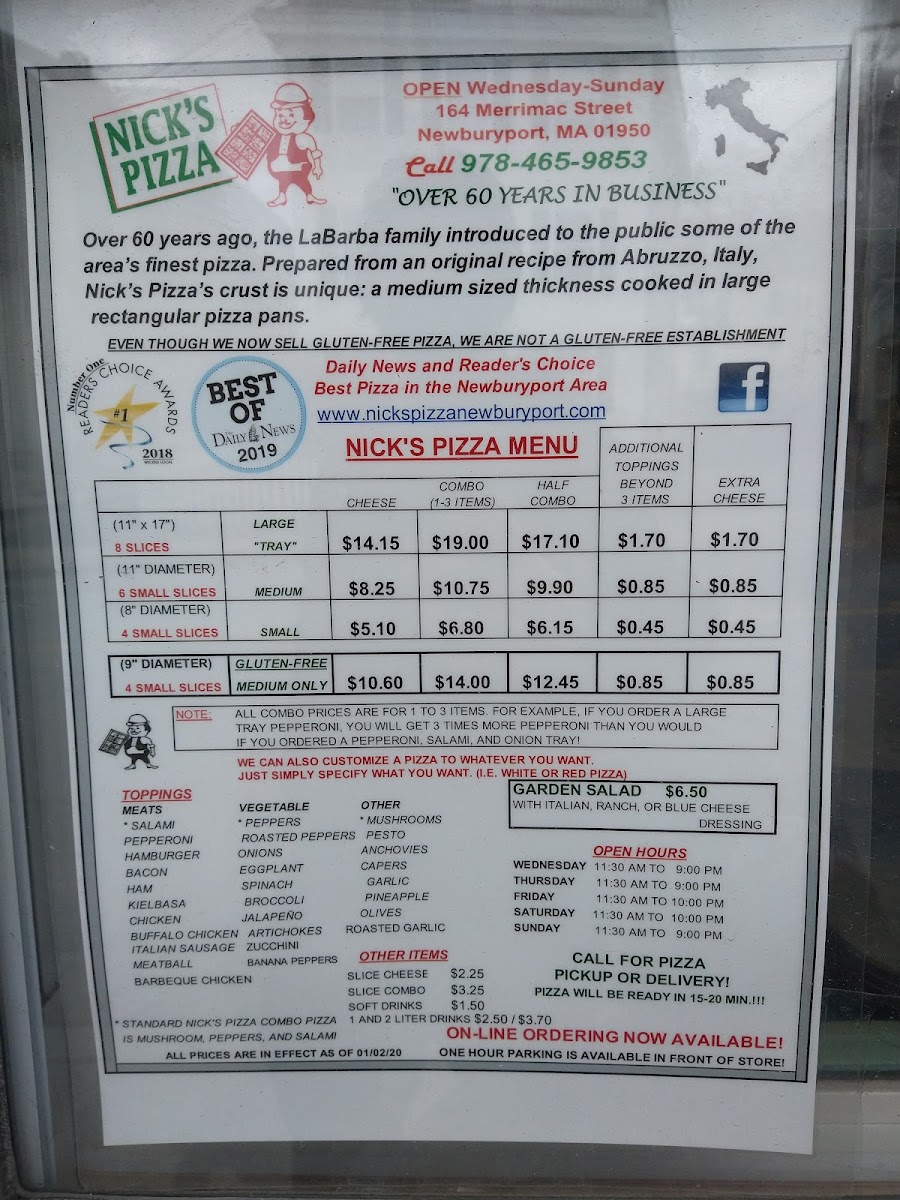 NICK'S
PIZZA
OPEN Wednesday-Sunday
164 Merrimac Street
Newburyport, MA 01950
Call 978-465-9853
"OVER 60 YEARS IN BUSINESS"
Over 60 years ago, the LaBarba family introduced to the public some of the
area's finest pizza. Prepared from an original recipe from Abruzzo, Italy,
Nick's Pizza's crust is unique: a medium sized thickness cooked in large
rectangular pizza pans.
EVEN THOUGH WE NOW SELL GLUTEN-FREE PIZZA, WE ARE NOT A GLUTEN-FREE ESTABLISHMENT
Number One
READERS CHOICE AWARDS
#1
2018
WICKED LOCAL
BEST
OF
THE DAILY NEWS
2019
Daily News and Reader's Choice
Best Pizza in the Newburyport Area
www.nickspizzanewburyport.com
f
NICK'S PIZZA MENU
CHEESE COMBO (1-3 ITEMS) HALF COMBO ADDITIONAL TOPPINGS BEYOND 3 ITEMS EXTRA CHEESE
(11" x 17") LARGE
8 SLICES "TRAY" $14.15 $19.00 $17.10 $1.70 $1.70
(11" DIAMETER)
6 SMALL SLICES MEDIUM $8.25 $10.75 $9.90 $0.85 $0.85
(8" DIAMETER)
4 SMALL SLICES SMALL $5.10 $6.80 $6.15 $0.45 $0.45
(9" DIAMETER) GLUTEN-FREE
4 SMALL SLICES MEDIUM ONLY $10.60 $14.00 $12.45 $0.85 $0.85
NOTE: ALL COMBO PRICES ARE FOR 1 TO 3 ITEMS. FOR EXAMPLE, IF YOU ORDER A LARGE
TRAY PEPPERONI, YOU WILL GET 3 TIMES MORE PEPPERONI THAN YOU WOULD
IF YOU ORDERED A PEPPERONI, SALAMI, AND ONION TRAY!
WE CAN ALSO CUSTOMIZE A PIZZA TO WHATEVER YOU WANT.
JUST SIMPLY SPECIFY WHAT YOU WANT. (I.E. WHITE OR RED PIZZA)
TOPPINGS
MEATS
* SALAMI
PEPPERONI
HAMBURGER
BACON
HAM
KIELBASA
CHICKEN
BUFFALO CHICKEN
ITALIAN SAUSAGE
MEATBALL
BARBEQUE CHICKEN
VEGETABLE
* PEPPERS
ROASTED PEPPERS
ONIONS
EGGPLANT
SPINACH
BROCCOLI
JALAPEÑO
ARTICHOKES
ZUCCHINI
BANANA PEPPERS
OTHER
* MUSHROOMS
PESTO
ANCHOVIES
CAPERS
GARLIC
PINEAPPLE
OLIVES
ROASTED GARLIC
GARDEN SALAD $6.50
WITH ITALIAN, RANCH, OR BLUE CHEESE
DRESSING
OPEN HOURS
WEDNESDAY 11:30 AM TO 9:00 PM
THURSDAY 11:30 AM TO 9:00 PM
FRIDAY 11:30 AM TO 10:00 PM
SATURDAY 11:30 AM TO 10:00 PM
SUNDAY 11:30 AM TO 9:00 PM
OTHER ITEMS
SLICE CHEESE $2.25
SLICE COMBO $3.25
SOFT DRINKS $1.50
1 AND 2 LITER DRINKS $2.50 / $3.70
CALL FOR PIZZA
PICKUP OR DELIVERY!
PIZZA WILL BE READY IN 15-20 MIN.!!!
* STANDARD NICK'S PIZZA COMBO PIZZA
IS MUSHROOM, PEPPERS, AND SALAMI
ON-LINE ORDERING NOW AVAILABLE!
ALL PRICES ARE IN EFFECT AS OF 01/02/20
ONE HOUR PARKING IS AVAILABLE IN FRONT OF STORE!